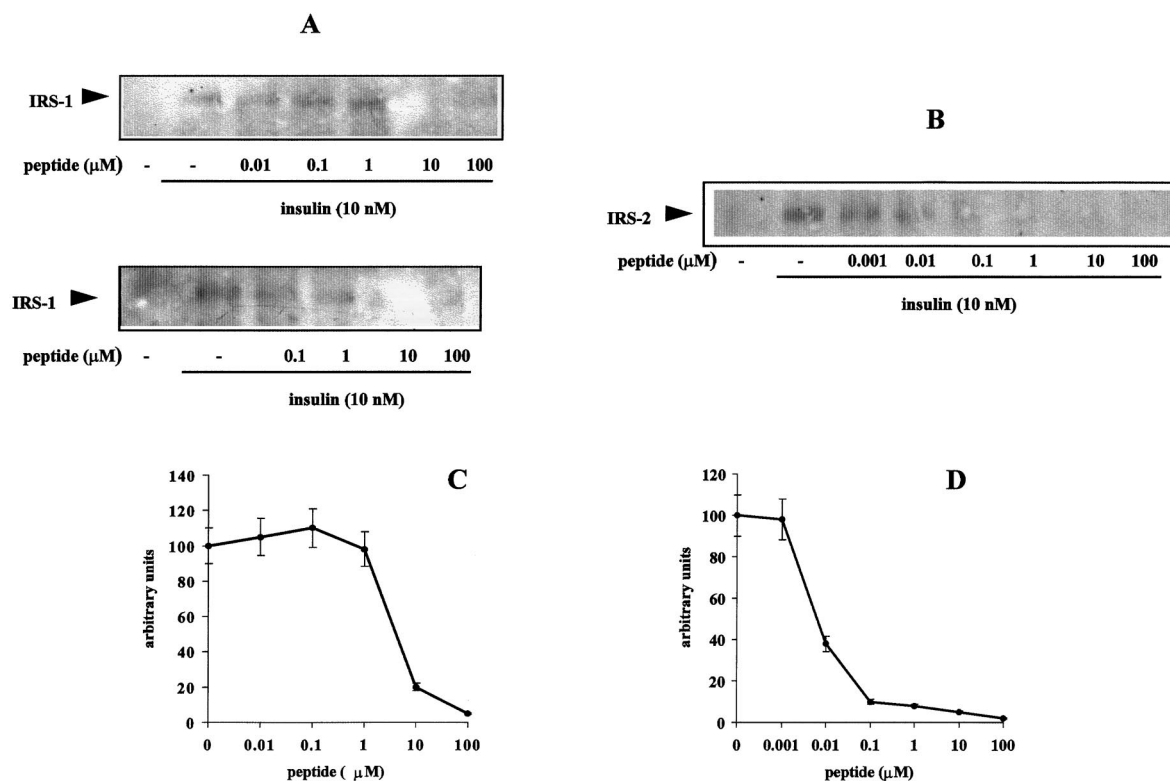 A
IRS-1
peptide (μM) - - 0.01 0.1 1 10 100
insulin (10 nM)
IRS-1
peptide (μM) - - 0.1 1 10 100
insulin (10 nM)
B
IRS-2
peptide (μM) - - 0.001 0.01 0.1 1 10 100
insulin (10 nM)
C
arbitrary units
140
120
100
80
60
40
20
0
0 0.01 0.1 1 10 100
peptide ( μM)
D
arbitrary units
120
100
80
60
40
20
0
0 0.001 0.01 0.1 1 10 100
peptide (μM)